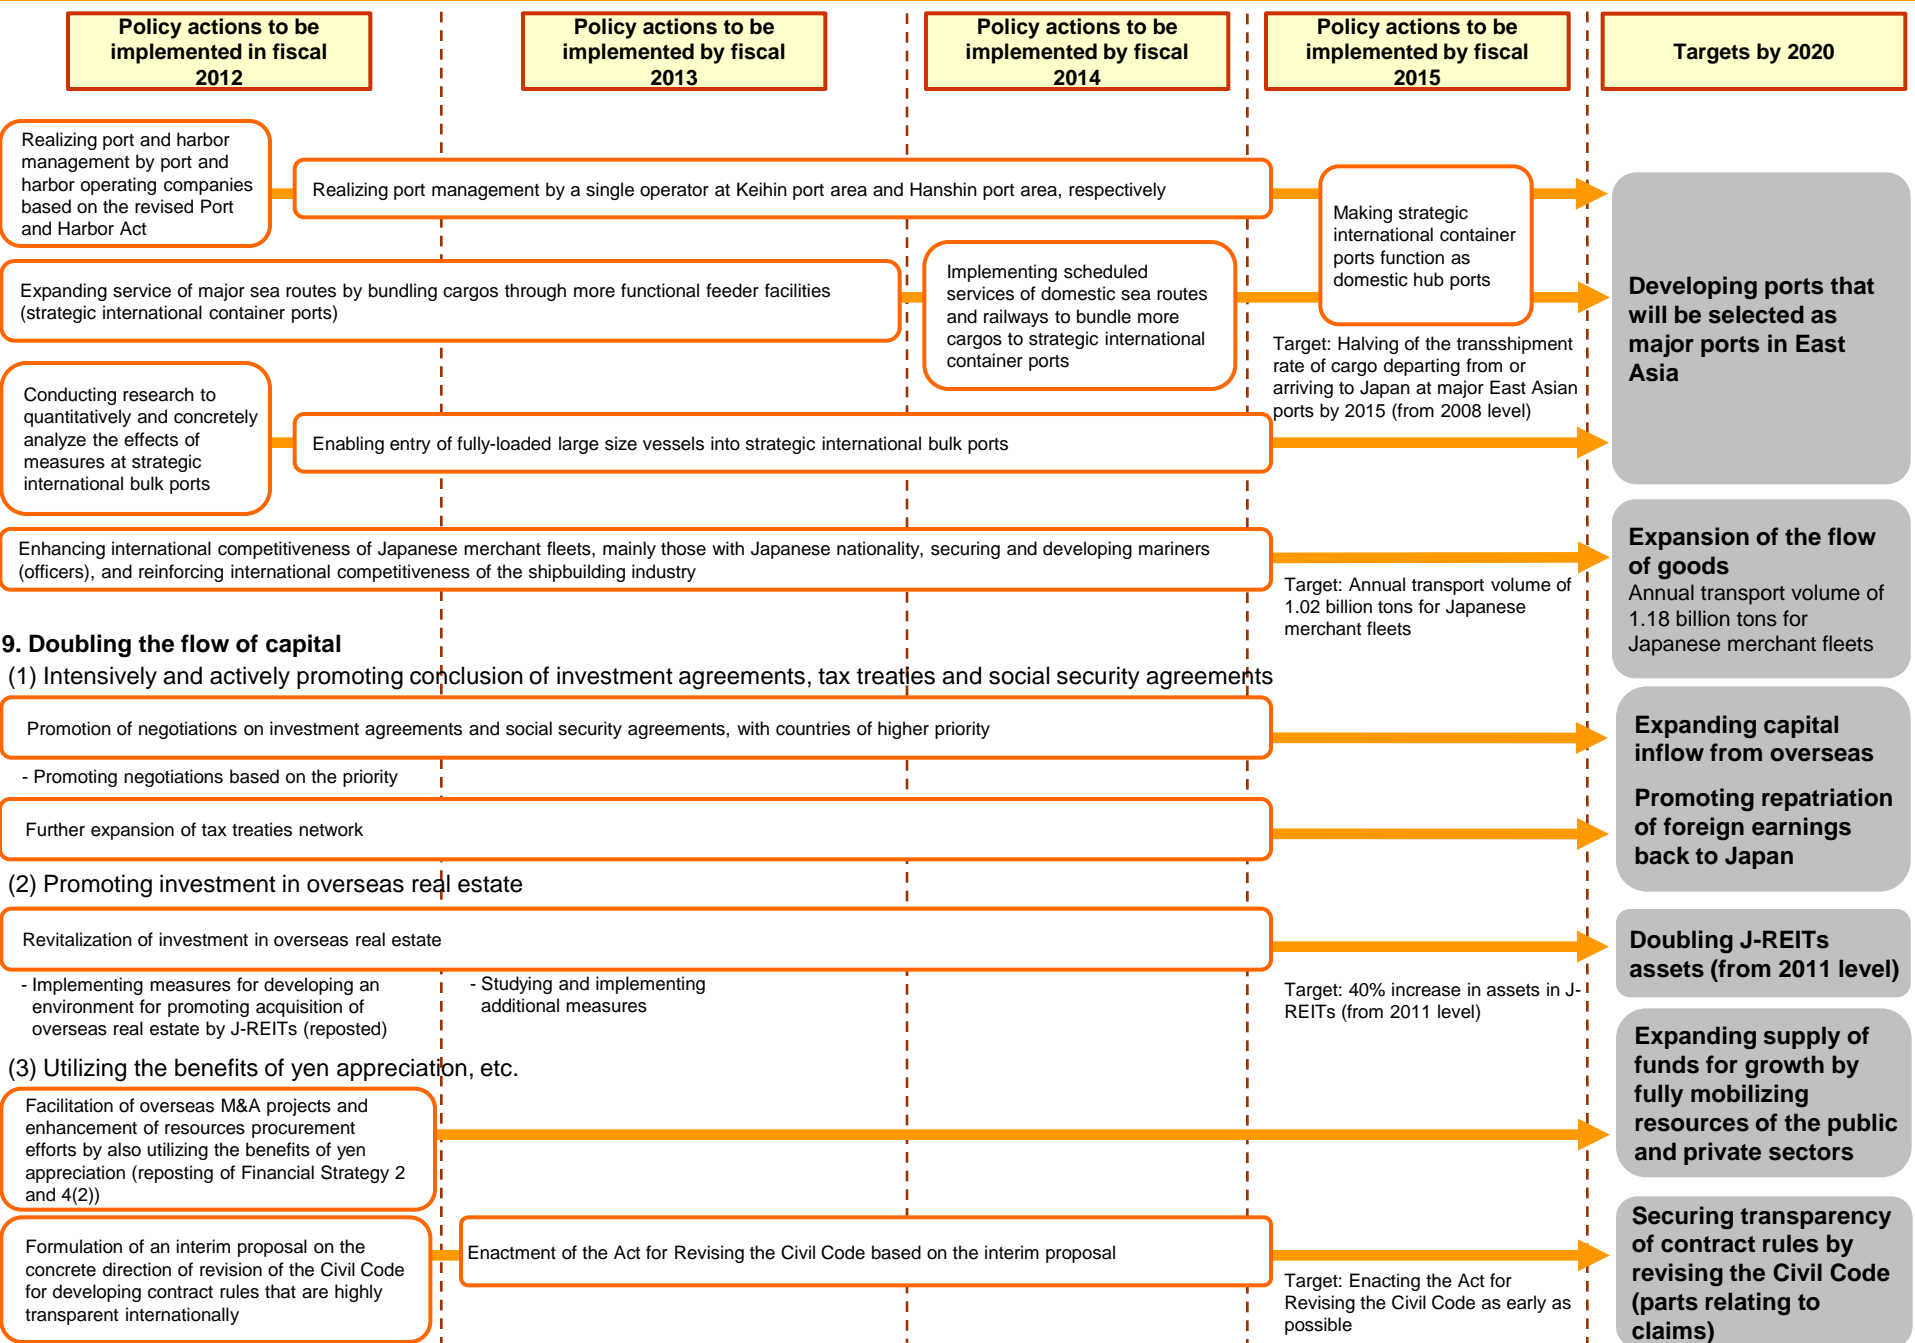 Policy actions to be
implemented in fiscal
2012
Policy actions to be
implemented by fiscal
2013
Policy actions to be
implemented by fiscal
2014
Policy actions to be
implemented by fiscal
2015
Targets by 2020
Realizing port and harbor
management by port and
harbor operating companies
based on the revised Port
and Harbor Act
Realizing port management by a single operator at Keihin port area and Hanshin port area, respectively
Making strategic
international container
ports function as
domestic hub ports
Expanding service of major sea routes by bundling cargos through more functional feeder facilities
(strategic international container ports)
Implementing scheduled
services of domestic sea routes
and railways to bundle more
cargos to strategic international
container ports
Target: Halving of the transshipment
rate of cargo departing from or
arriving to Japan at major East Asian
ports by 2015 (from 2008 level)
Developing ports that
will be selected as
major ports in East
Asia
Conducting research to
quantitatively and concretely
analyze the effects of
measures at strategic
international bulk ports
Enabling entry of fully-loaded large size vessels into strategic international bulk ports
Enhancing international competitiveness of Japanese merchant fleets, mainly those with Japanese nationality, securing and developing mariners
(officers), and reinforcing international competitiveness of the shipbuilding industry
Target: Annual transport volume of
1.02 billion tons for Japanese
merchant fleets
Expansion of the flow
of goods
Annual transport volume of
1.18 billion tons for
Japanese merchant fleets
9. Doubling the flow of capital
(1) Intensively and actively promoting conclusion of investment agreements, tax treaties and social security agreements
Promotion of negotiations on investment agreements and social security agreements, with countries of higher priority
- Promoting negotiations based on the priority
Further expansion of tax treaties network
Expanding capital
inflow from overseas
Promoting repatriation
of foreign earnings
back to Japan
(2) Promoting investment in overseas real estate
Revitalization of investment in overseas real estate
- Implementing measures for developing an
environment for promoting acquisition of
overseas real estate by J-REITs (reposted)
- Studying and implementing
additional measures
Target: 40% increase in assets in J-
REITs (from 2011 level)
Doubling J-REITs
assets (from 2011 level)
(3) Utilizing the benefits of yen appreciation, etc.
Facilitation of overseas M&A projects and
enhancement of resources procurement
efforts by also utilizing the benefits of yen
appreciation (reposting of Financial Strategy 2
and 4(2))
Expanding supply of
funds for growth by
fully mobilizing
resources of the public
and private sectors
Formulation of an interim proposal on the
concrete direction of revision of the Civil Code
for developing contract rules that are highly
transparent internationally
Enactment of the Act for Revising the Civil Code based on the interim proposal
Target: Enacting the Act for
Revising the Civil Code as early as
possible
Securing transparency
of contract rules by
revising the Civil Code
(parts relating to
claims)